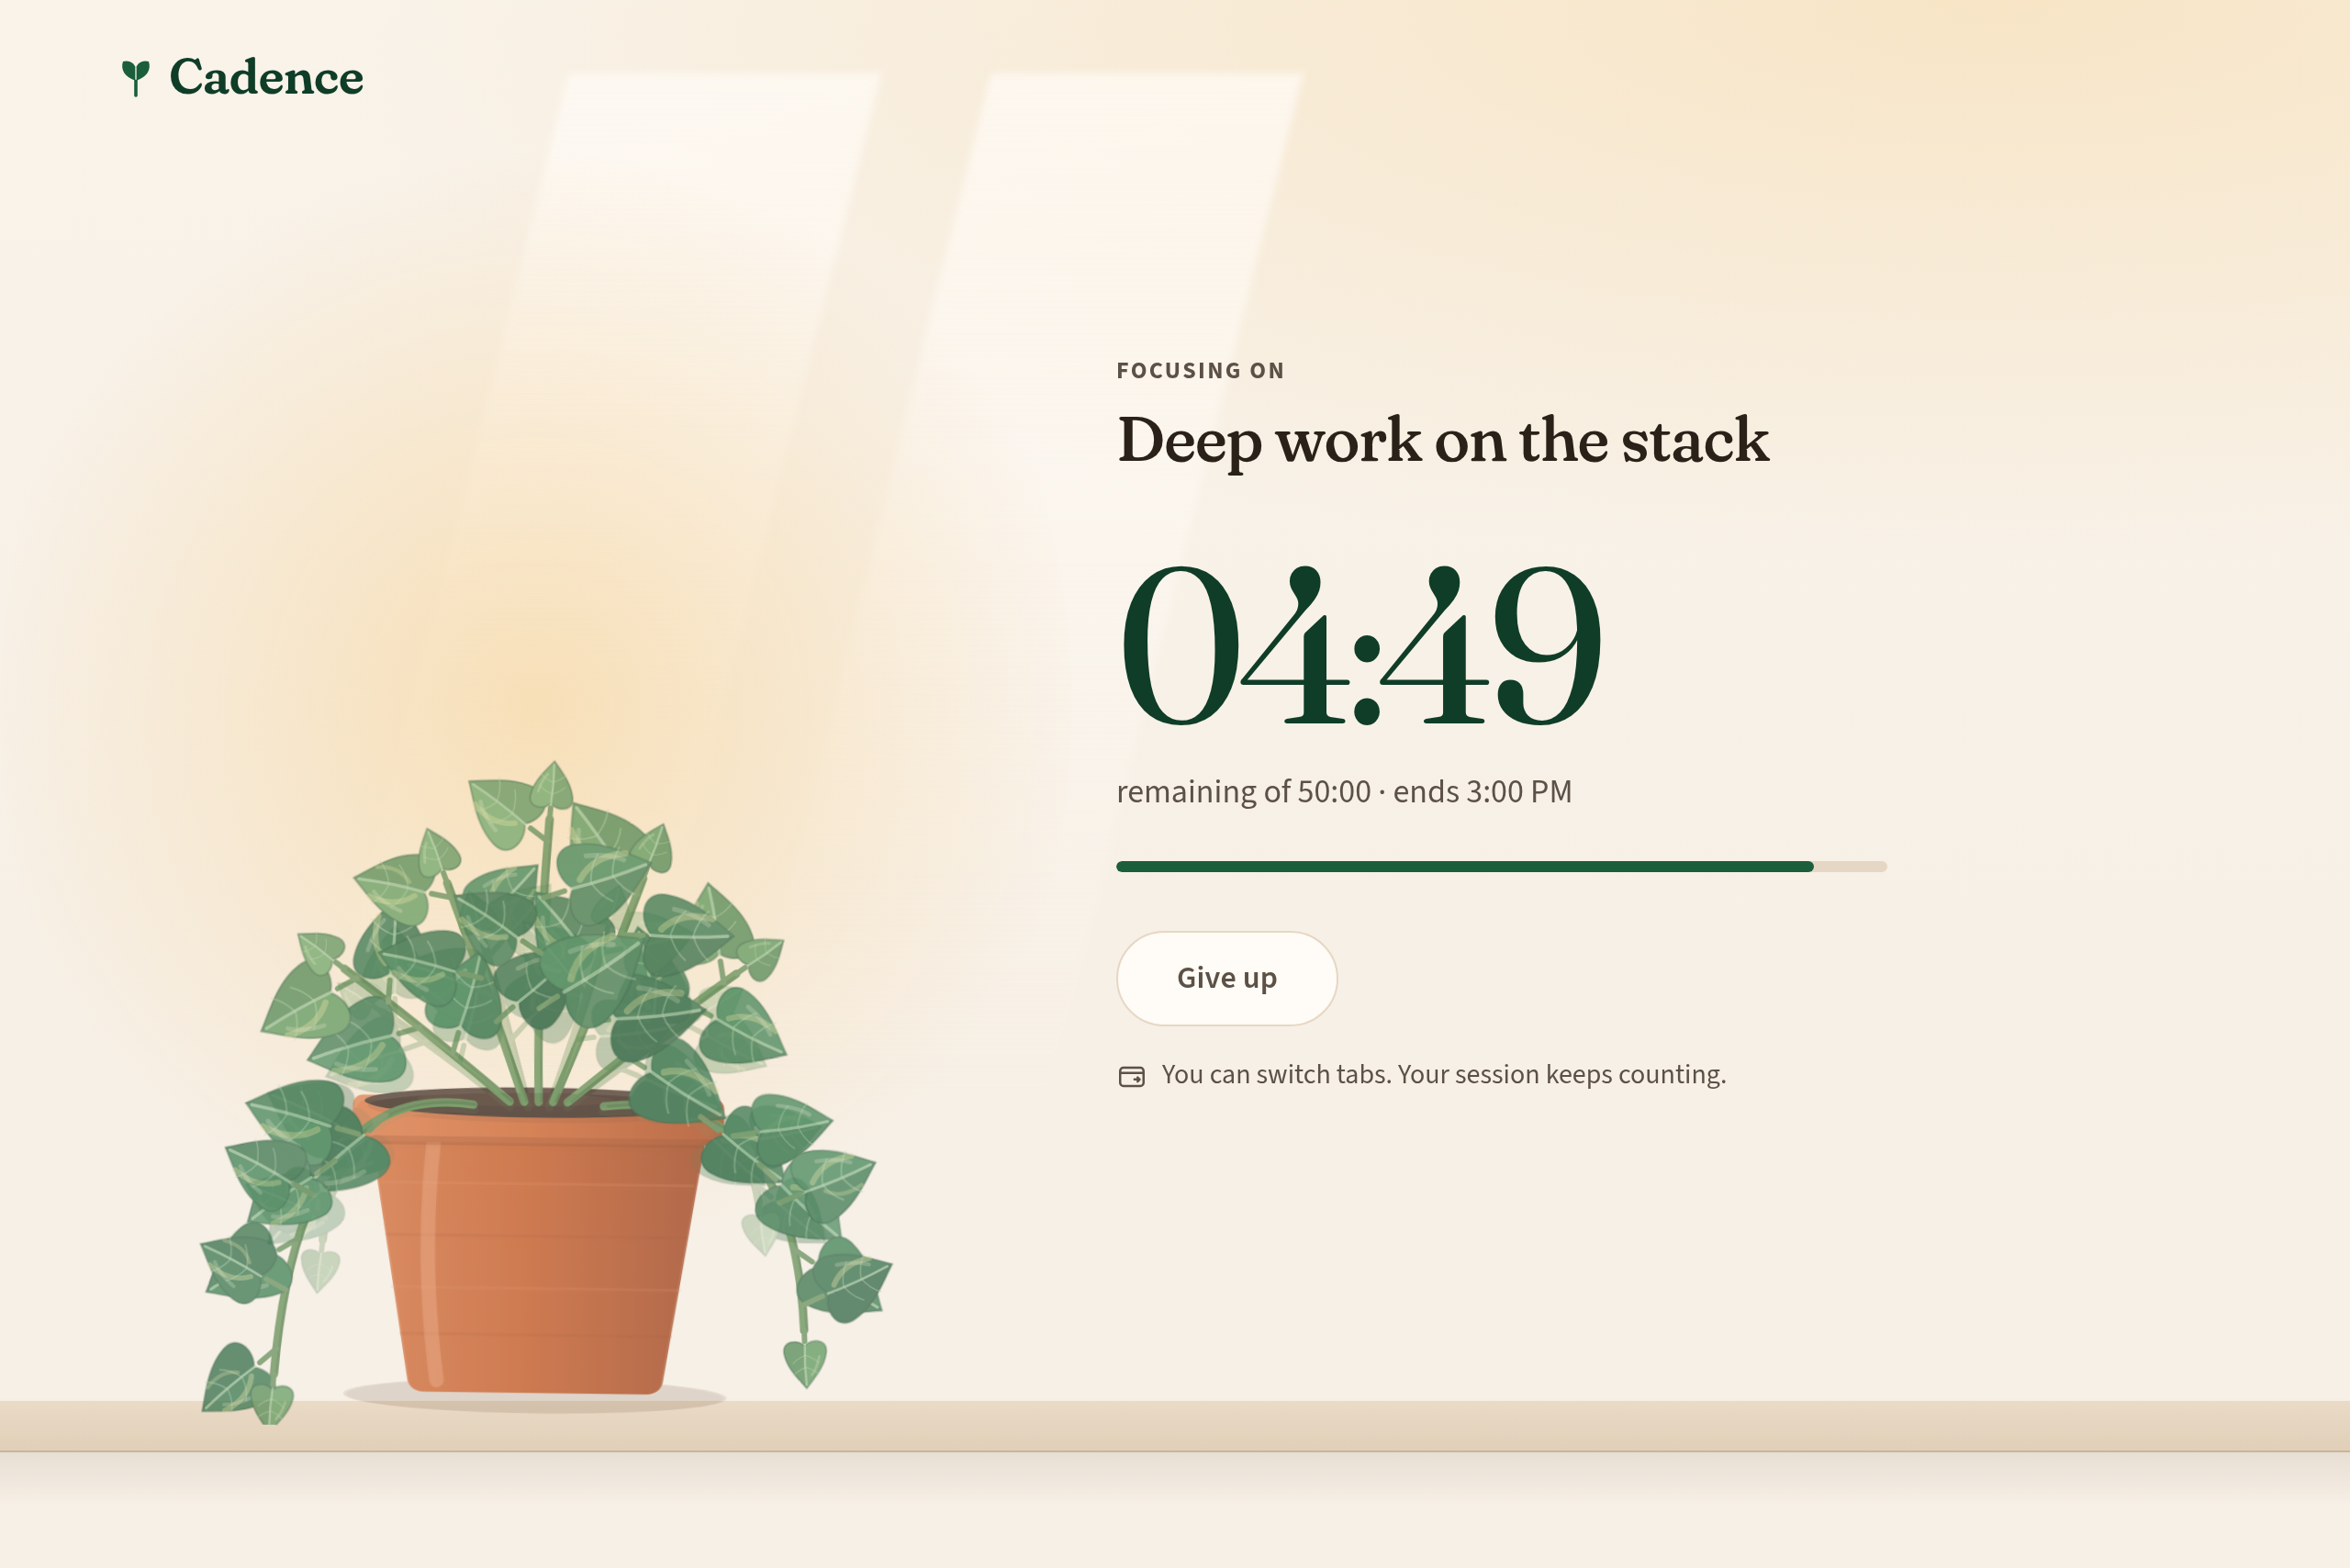 Cadence
FOCUSING ON
Deep work on the stack
04:49
remaining of 50:00 · ends 3:00 PM
Give up
You can switch tabs. Your session keeps counting.